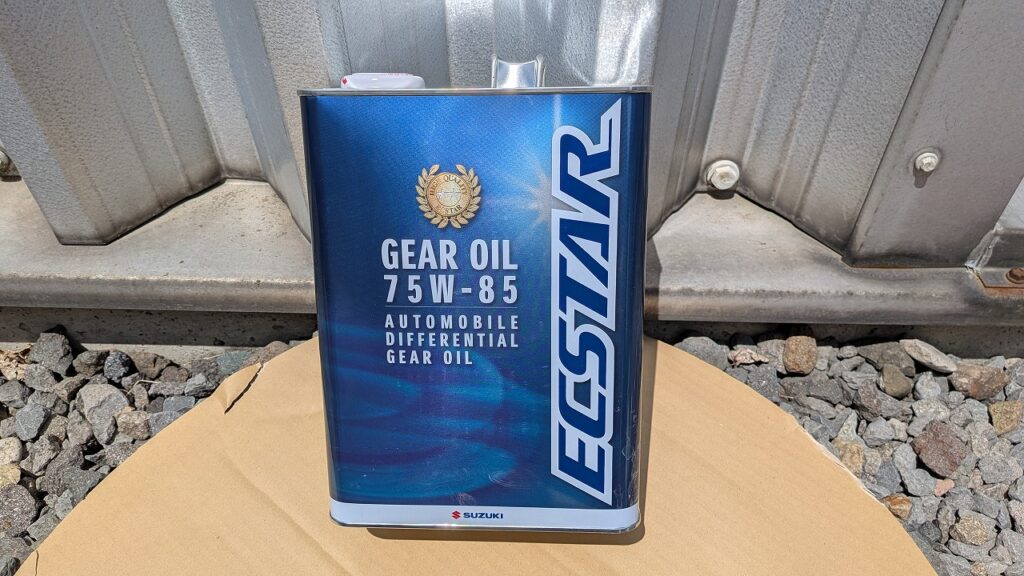 GEAR OIL
75W-85
AUTOMOBILE
DIFFERENTIAL
GEAR OIL
ECSTAR
SUZUKI